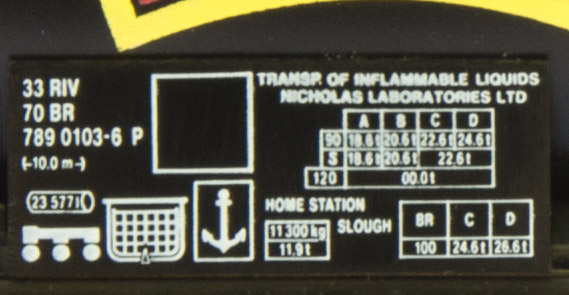 33 RIV
70 BR
789 0103-6 P
(-10.0 m-)
23 577 l
TRANSP. OF INFLAMMABLE LIQUIDS
NICHOLAS LABORATORIES LTD
A B C D
90 18.6t 20.6t 22.6t 24.6t
S 18.6t 20.6t 22.6t
120 00.0t
HOME STATION
SLOUGH
11 300 kg
11.9t
BR C D
100 24.6t 26.6t